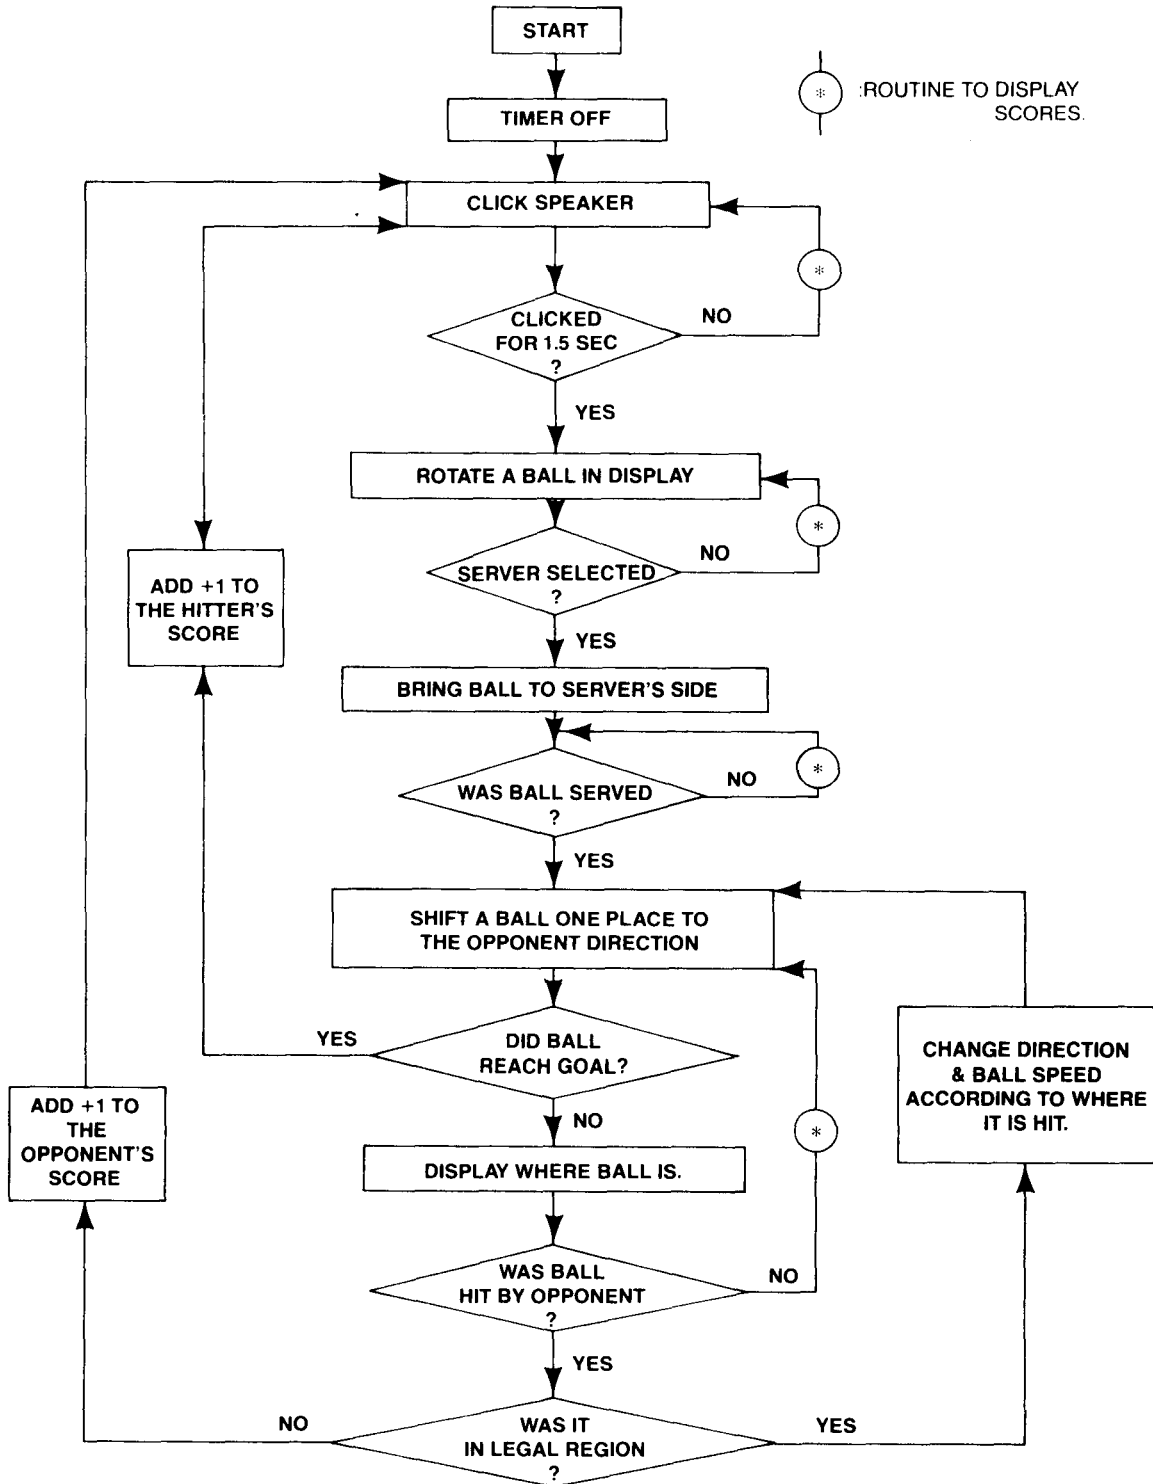 START
*
:ROUTINE TO DISPLAY
SCORES.
TIMER OFF
CLICK SPEAKER
*
CLICKED
FOR 1.5 SEC
?
NO
YES
ROTATE A BALL IN DISPLAY
*
SERVER SELECTED
?
NO
YES
ADD +1 TO
THE HITTER'S
SCORE
BRING BALL TO SERVER'S SIDE
WAS BALL SERVED
?
NO
*
YES
SHIFT A BALL ONE PLACE TO
THE OPPONENT DIRECTION
YES
DID BALL
REACH GOAL?
NO
CHANGE DIRECTION
& BALL SPEED
ACCORDING TO WHERE
IT IS HIT.
ADD +1 TO
THE
OPPONENT'S
SCORE
*
DISPLAY WHERE BALL IS.
WAS BALL
HIT BY OPPONENT
?
NO
YES
NO
WAS IT
IN LEGAL REGION
?
YES